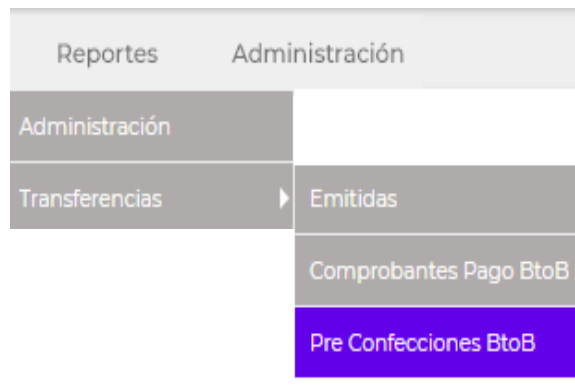 Reportes Administración
Administración
Transferencias Emitidas
Comprobantes Pago BtoB
Pre Confecciones BtoB